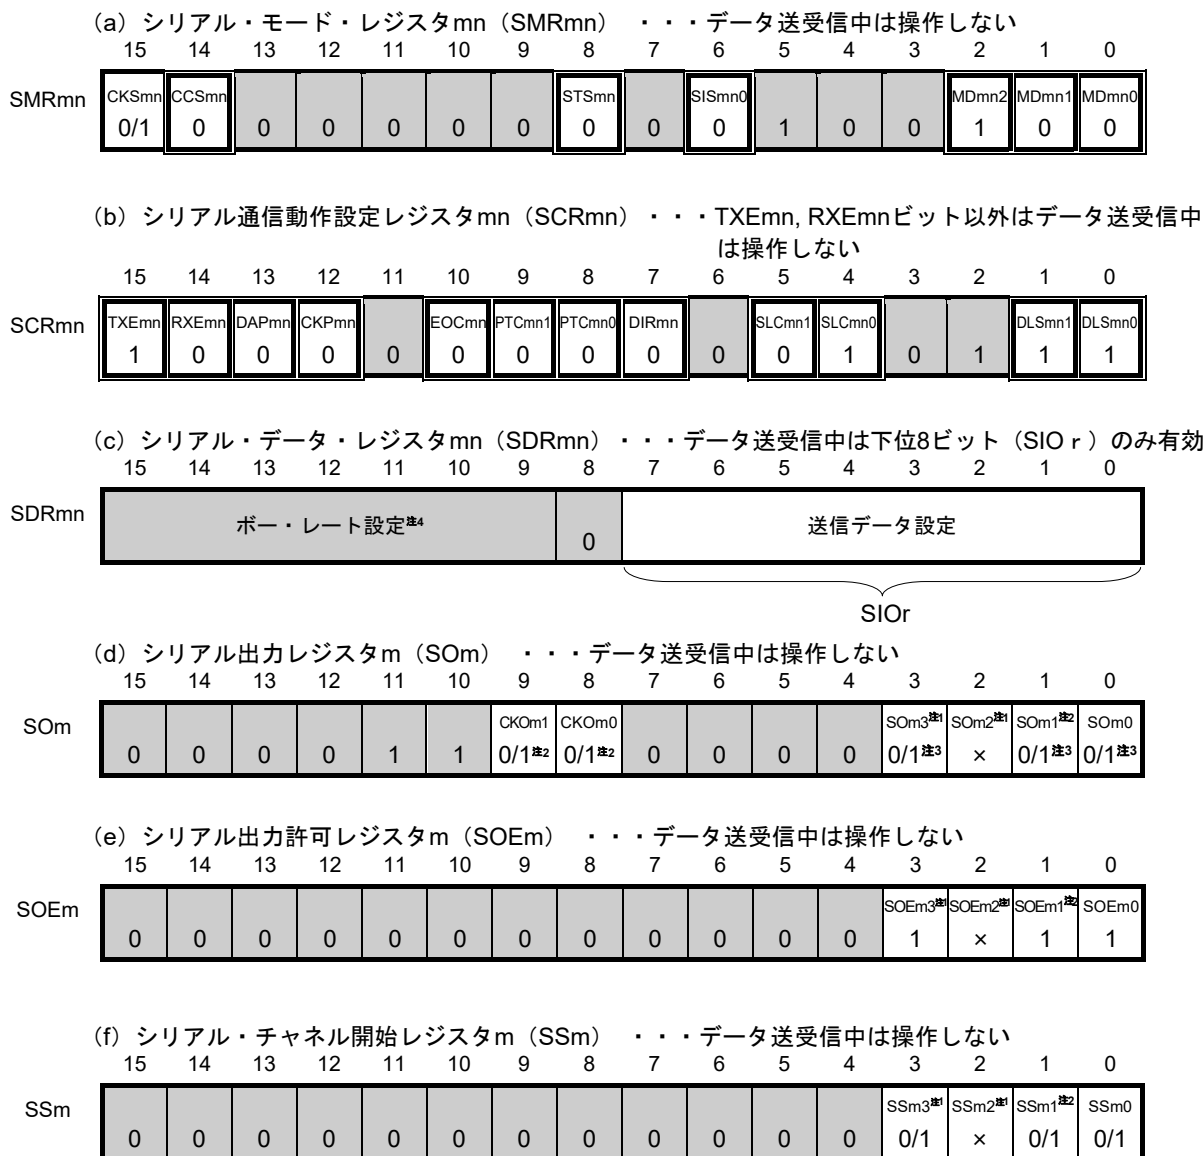 (a) シリアル・モード・レジスタmn（SMRmn） ・・・データ送受信中は操作しない
15 14 13 12 11 10 9 8 7 6 5 4 3 2 1 0
SMRmn CKSmn CCSmn STSmn SISmn0 MDmn2 MDmn1 MDmn0
0/1 0 0 0 0 0 0 0 0 0 1 0 0 1 0 0
(b) シリアル通信動作設定レジスタmn（SCRmn）・・・TXEmn, RXEmnビット以外はデータ送受信中
は操作しない
15 14 13 12 11 10 9 8 7 6 5 4 3 2 1 0
SCRmn TXEmn RXEmn DAPmn CKPmn EOCmn PTCmn1 PTCmn0 DIRmn SLCmn1 SLCmn0 DLSmn1 DLSmn0
1 0 0 0 0 0 0 0 0 0 0 1 0 1 1 1
(c) シリアル・データ・レジスタmn（SDRmn）・・・データ送受信中は下位8ビット（SIOｒ）のみ有効
15 14 13 12 11 10 9 8 7 6 5 4 3 2 1 0
SDRmn ボー・レート設定注4 0 送信データ設定
SIOr
(d) シリアル出力レジスタm（SOm） ・・・データ送受信中は操作しない
15 14 13 12 11 10 9 8 7 6 5 4 3 2 1 0
SOm CKOm1 CKOm0 SOm3注1 SOm2注1 SOm1注2 SOm0
0 0 0 0 1 1 0/1注2 0/1注2 0 0 0 0 0/1注3 × 0/1注3 0/1注3
(e) シリアル出力許可レジスタm（SOEm） ・・・データ送受信中は操作しない
15 14 13 12 11 10 9 8 7 6 5 4 3 2 1 0
SOEm SOEm3注1 SOEm2注1 SOEm1注2 SOEm0
0 0 0 0 0 0 0 0 0 0 0 0 1 × 1 1
(f) シリアル・チャネル開始レジスタm（SSm） ・・・データ送受信中は操作しない
15 14 13 12 11 10 9 8 7 6 5 4 3 2 1 0
SSm SSm3注1 SSm2注1 SSm1注2 SSm0
0 0 0 0 0 0 0 0 0 0 0 0 0/1 × 0/1 0/1